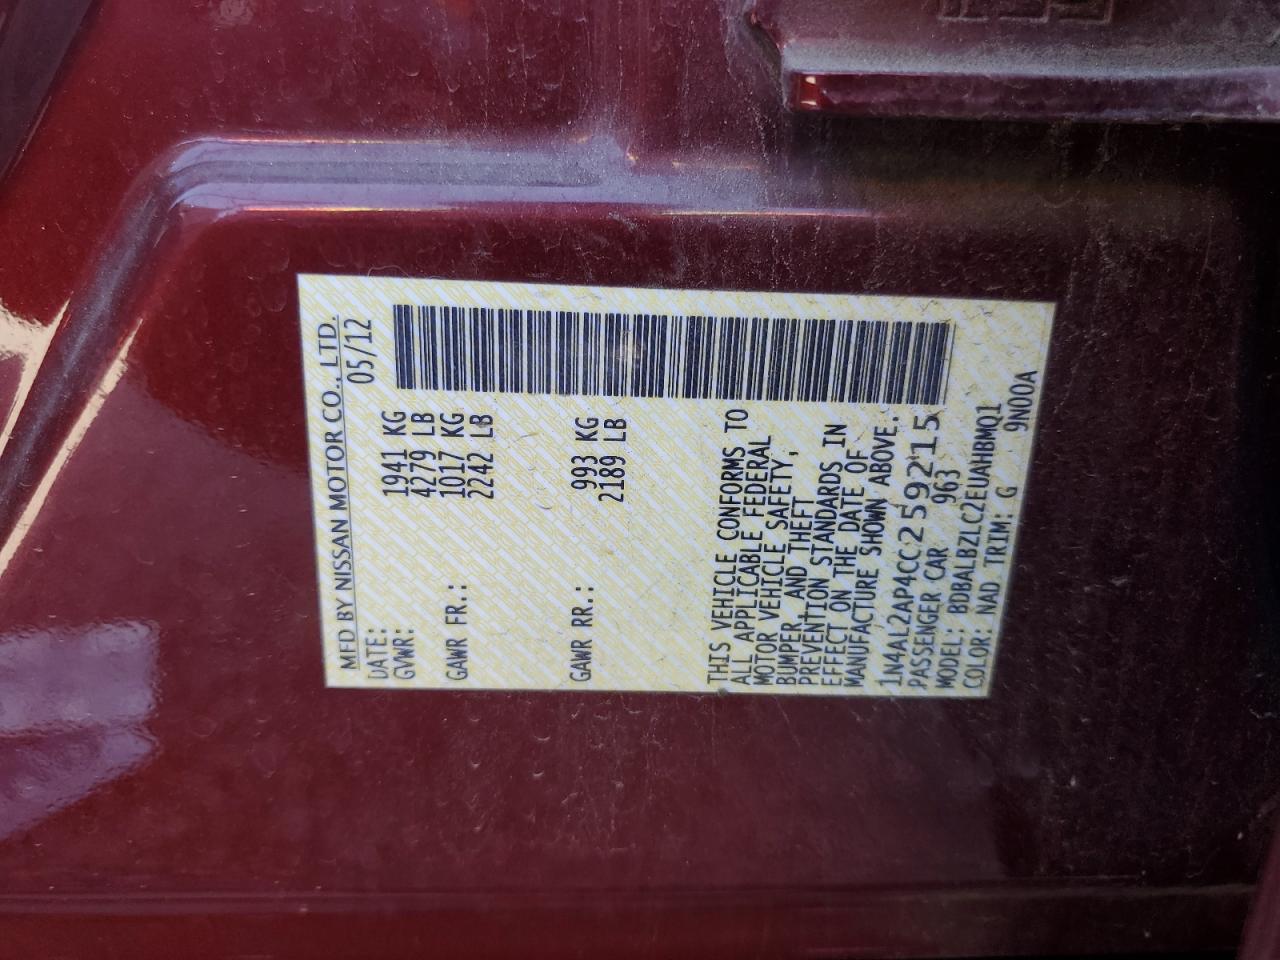 MFD BY NISSAN MOTOR CO., LTD.
DATE: 05/12
GVWR: 1941 KG
4279 LB
GAWR FR.: 1017 KG
2242 LB
GAWR RR.: 993 KG
2189 LB
THIS VEHICLE CONFORMS TO
ALL APPLICABLE FEDERAL
MOTOR VEHICLE SAFETY,
BUMPER, AND THEFT
PREVENTION STANDARDS IN
EFFECT ON THE DATE OF
MANUFACTURE SHOWN ABOVE.
1N4AL2AP4CC259215
PASSENGER CAR 963
MODEL: BDBALBZLC2EUAHBMQ1
COLOR: NAD TRIM: G 9N00A